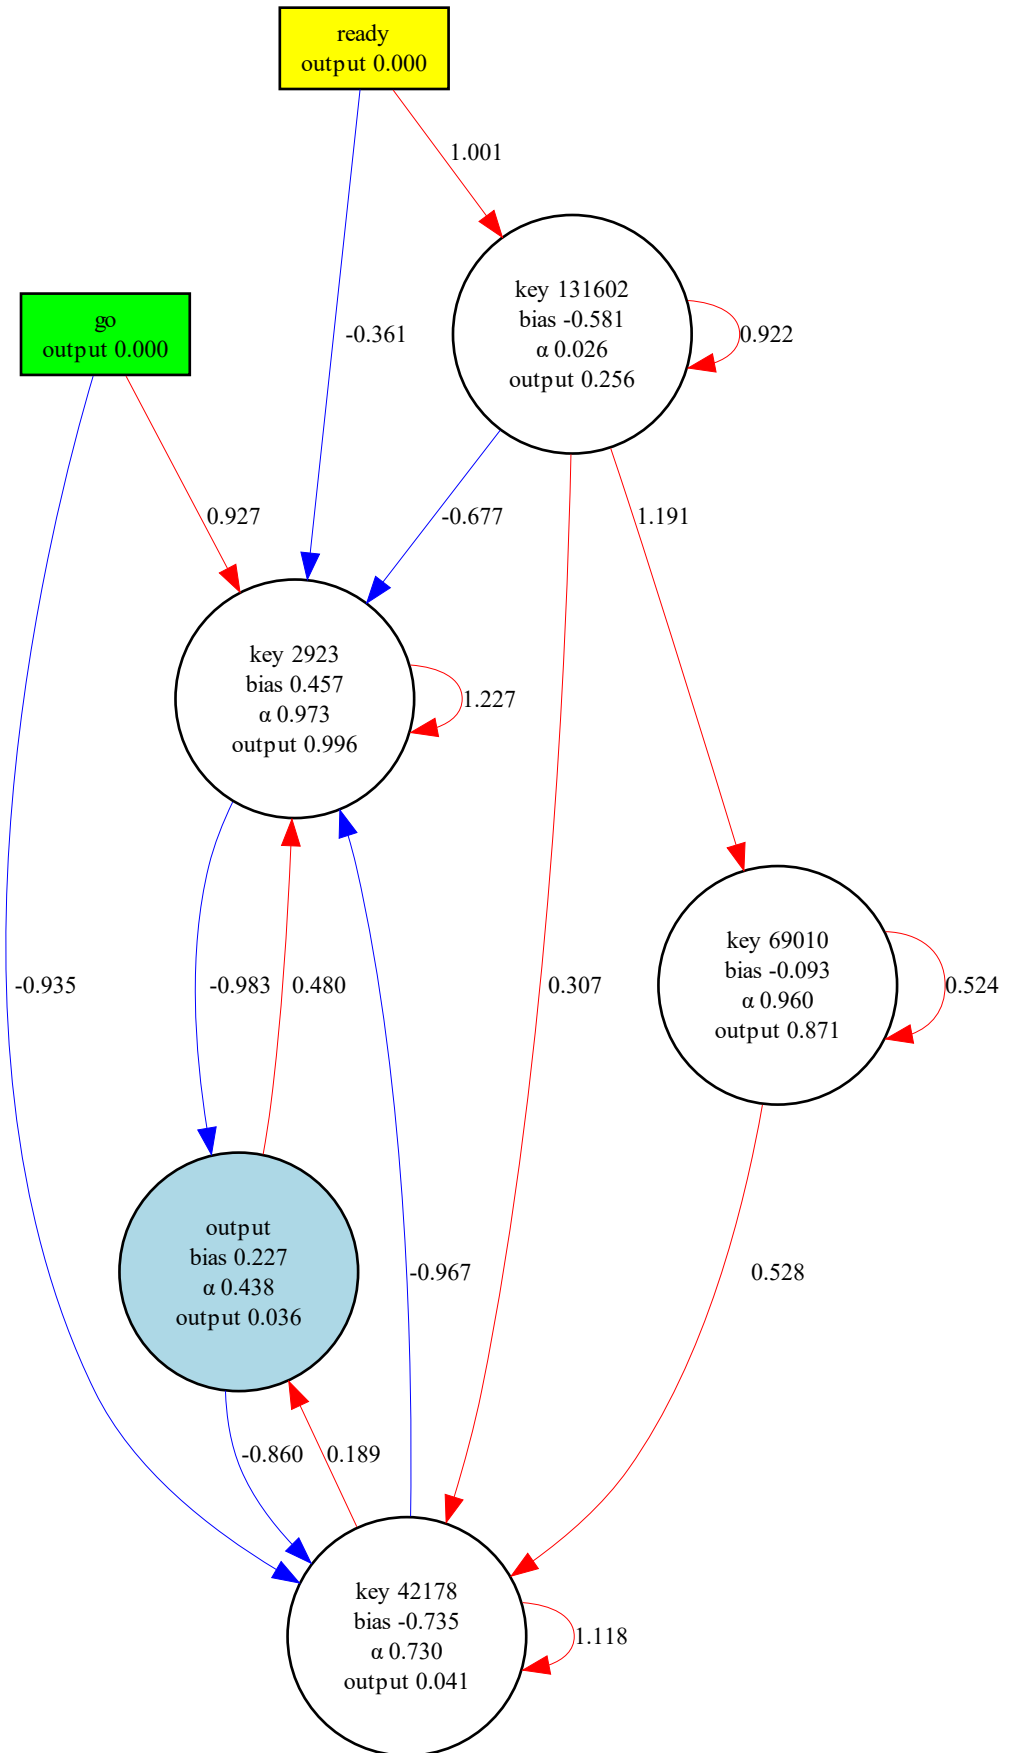 ready
output 0.000
1.001
key 131602
bias -0.581
α 0.026
output 0.256
0.922
go
output 0.000
-0.361
0.927
-0.677
1.191
key 2923
bias 0.457
α 0.973
output 0.996
1.227
key 69010
bias -0.093
α 0.960
output 0.871
0.524
-0.935
-0.983
0.480
0.307
output
bias 0.227
α 0.438
output 0.036
-0.967
0.528
-0.860
0.189
key 42178
bias -0.735
α 0.730
output 0.041
1.118